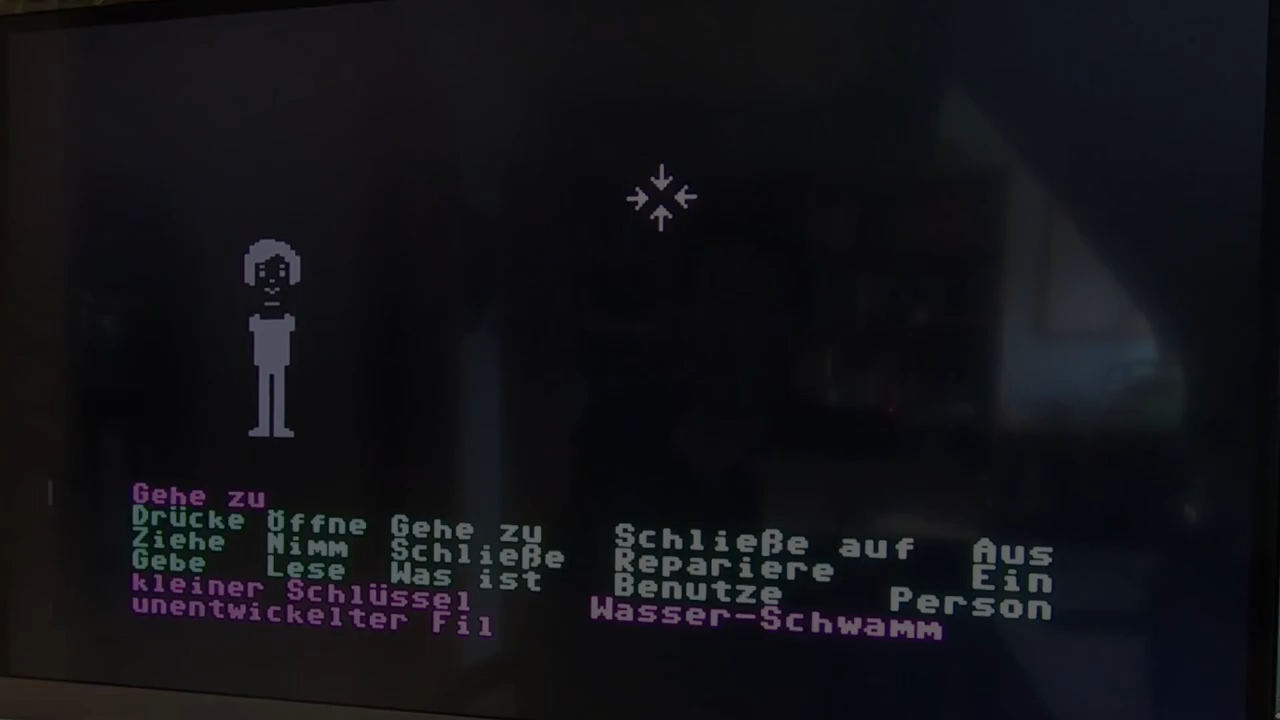 Gehe zu
Drücke Öffne Gehe zu Schließe auf Aus
Ziehe Nimm Schließe Repariere Ein
Gebe Lese Was ist Benutze Person
kleiner Schlüssel Wasser-Schwamm
unentwickelter Fil